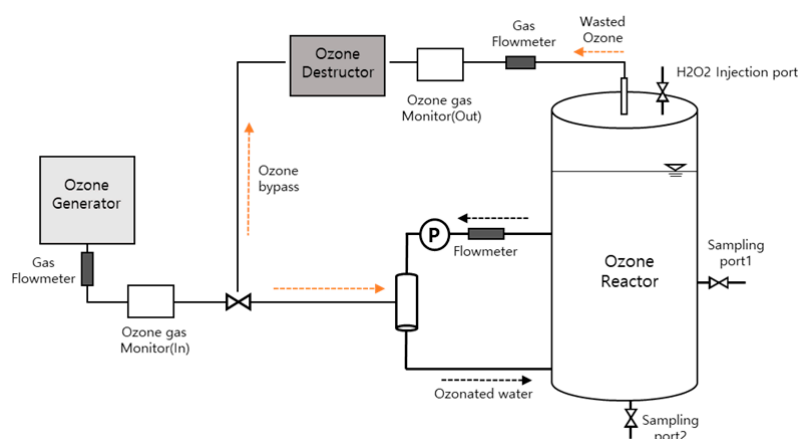 Gas
Flowmeter
Wasted
Ozone
Ozone
Destructor
H2O2 Injection port
Ozone gas
Monitor(Out)
Ozone
Generator
Ozone
bypass
P
Flowmeter
Gas
Flowmeter
Ozone
Reactor
Sampling
port1
Ozone gas
Monitor(In)
Ozonated water
Sampling
port2